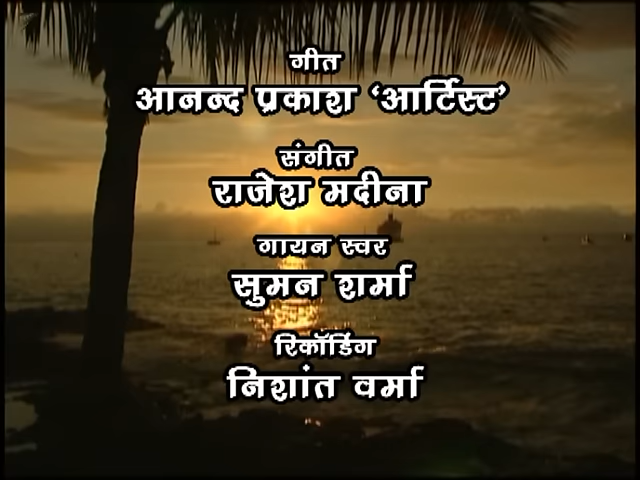 गीत
आनन्द प्रकाश 'आर्टिस्ट'
संगीत
राजेश मदीना
गायन स्वर
सुमन शर्मा
रिकॉडिंग
निशांत वर्मा